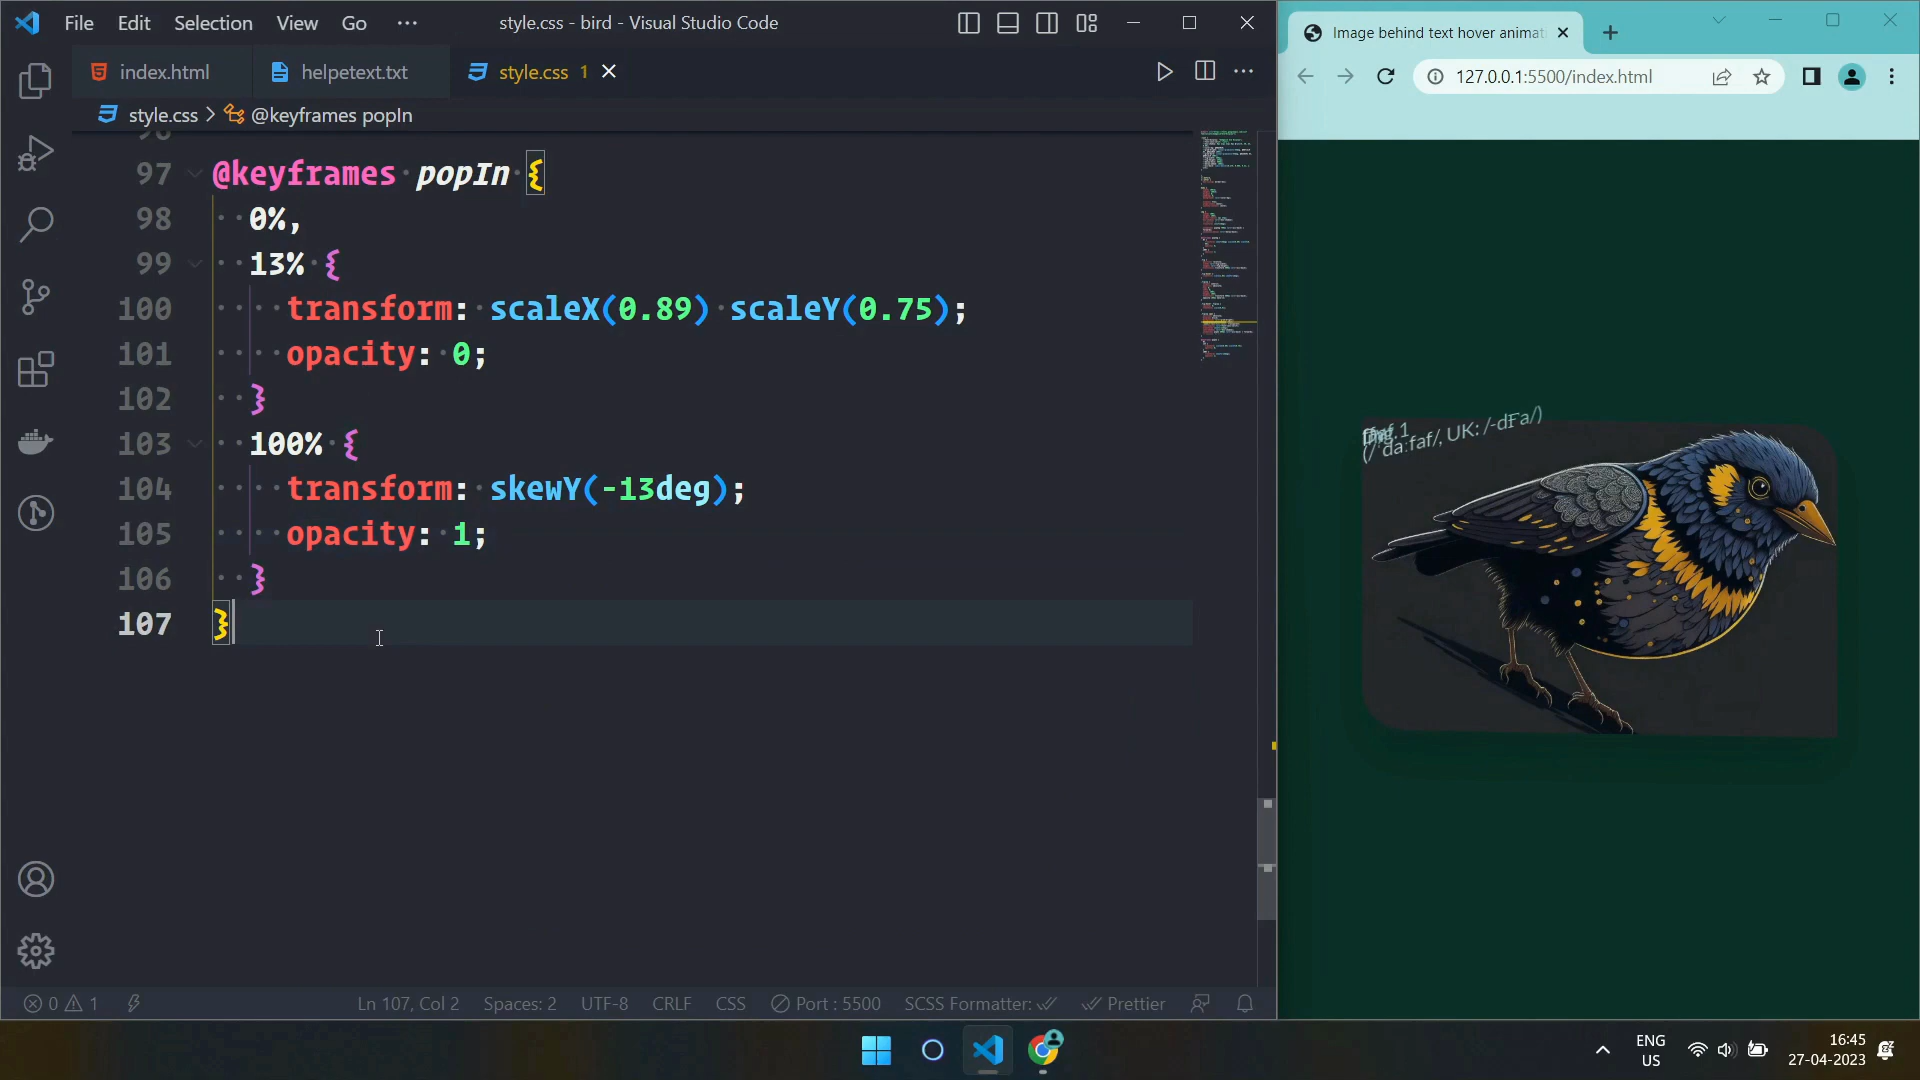 File Edit Selection View Go ··· style.css - bird - Visual Studio Code
index.html helpetext.txt style.css 1
style.css > @keyframes popIn
97 @keyframes popIn {
98 0%,
99 13% {
100 transform: scaleX(0.89) scaleY(0.75);
101 opacity: 0;
102 }
103 100% {
104 transform: skewY(-13deg);
105 opacity: 1;
106 }
107 }
0 1 Ln 107, Col 2 Spaces: 2 UTF-8 CRLF CSS Port : 5500 SCSS Formatter: Prettier
Image behind text hover animat
127.0.0.1:5500/index.html
(/ˈdaːfaf/, UK: /-dFa/)
ENG
US
16:45
27-04-2023